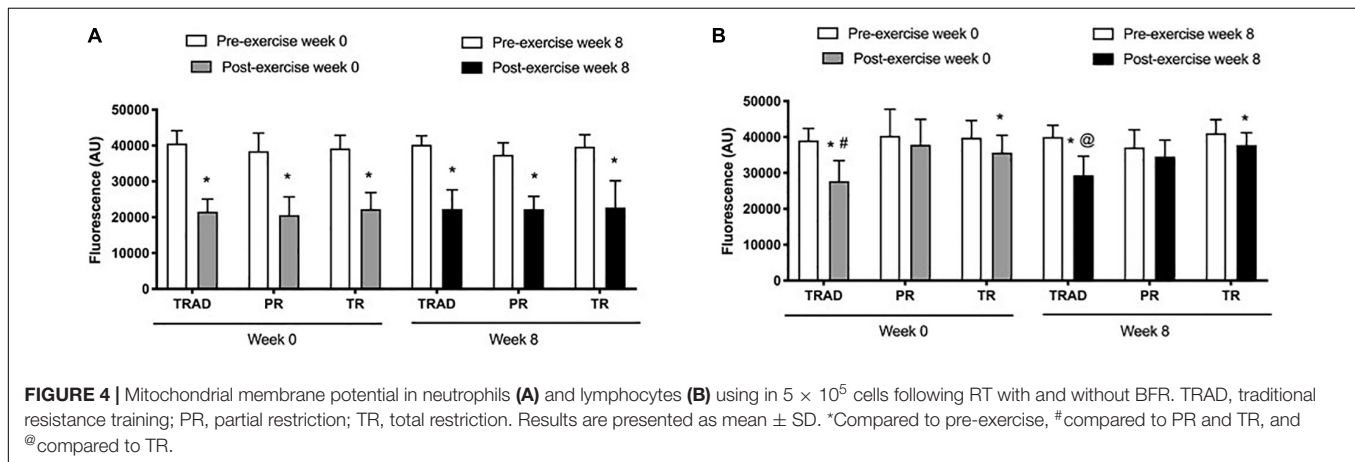 A
Pre-exercise week 0
Pre-exercise week 8
Post-exercise week 0
Post-exercise week 8
Fluorescence (AU)
50000
40000
30000
20000
10000
0
*
*
*
*
*
*
TRAD
PR
TR
TRAD
PR
TR
Week 0
Week 8
B
Pre-exercise week 0
Pre-exercise week 8
Post-exercise week 0
Post-exercise week 8
Fluorescence (AU)
50000
40000
30000
20000
10000
0
* #
*
* @
*
TRAD
PR
TR
TRAD
PR
TR
Week 0
Week 8
FIGURE 4 | Mitochondrial membrane potential in neutrophils (A) and lymphocytes (B) using in 5 × 10⁵ cells following RT with and without BFR. TRAD, traditional
resistance training; PR, partial restriction; TR, total restriction. Results are presented as mean ± SD. *Compared to pre-exercise, #compared to PR and TR, and
@compared to TR.